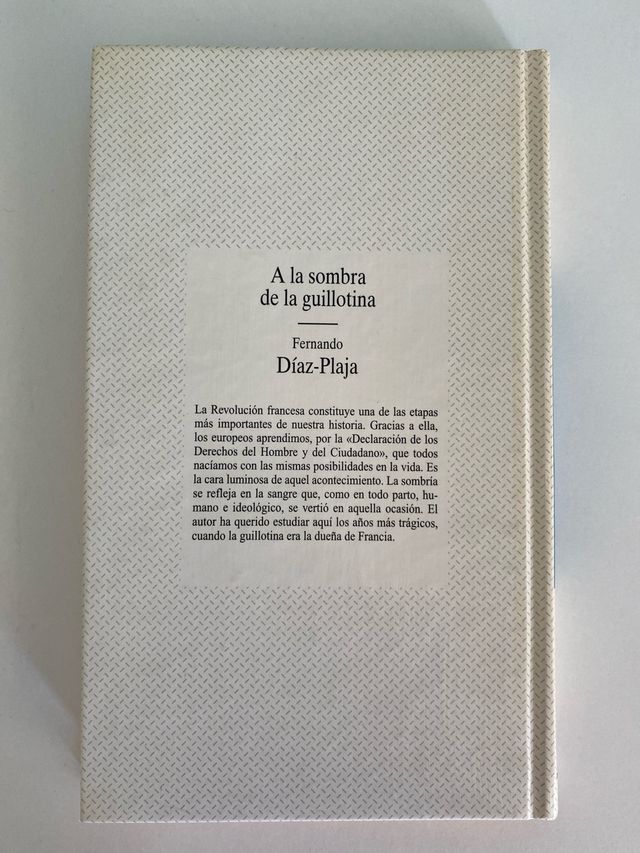 A la sombra
de la guillotina
Fernando
Díaz-Plaja
La Revolución francesa constituye una de las etapas
más importantes de nuestra historia. Gracias a ella,
los europeos aprendimos, por la «Declaración de los
Derechos del Hombre y del Ciudadano», que todos
nacíamos con las mismas posibilidades en la vida. Es
la cara luminosa de aquel acontecimiento. La sombría
se refleja en la sangre que, como en todo parto, hu-
mano e ideológico, se vertió en aquella ocasión. El
autor ha querido estudiar aquí los años más trágicos,
cuando la guillotina era la dueña de Francia.